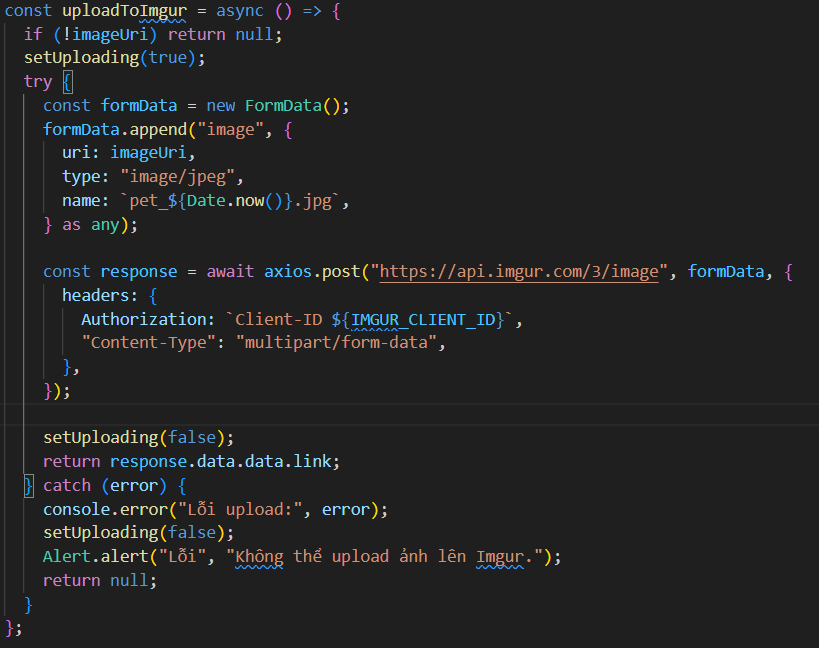 const uploadToImgur = async () => {
  if (!imageUri) return null;
  setUploading(true);
  try {
    const formData = new FormData();
    formData.append("image", {
      uri: imageUri,
      type: "image/jpeg",
      name: `pet_${Date.now()}.jpg`,
    } as any);

    const response = await axios.post("https://api.imgur.com/3/image", formData, {
      headers: {
        Authorization: `Client-ID ${IMGUR_CLIENT_ID}`,
        "Content-Type": "multipart/form-data",
      },
    });

    setUploading(false);
    return response.data.data.link;
  } catch (error) {
    console.error("Lỗi upload:", error);
    setUploading(false);
    Alert.alert("Lỗi", "Không thể upload ảnh lên Imgur.");
    return null;
  }
};